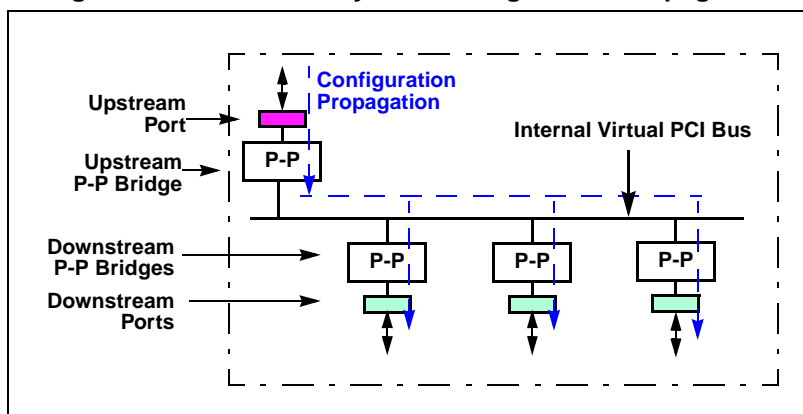 Configuration
Propagation
Upstream
Port
Internal Virtual PCI Bus
Upstream
P-P Bridge
P-P
Downstream
P-P Bridges
P-P
P-P
P-P
Downstream
Ports